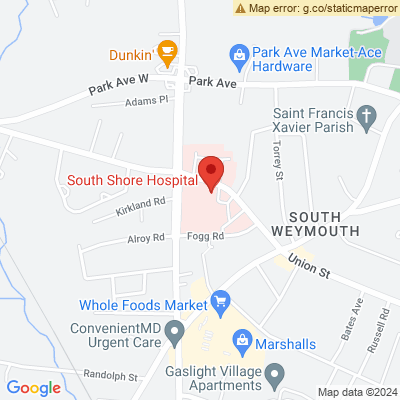 Map error: g.co/staticmaperror
Dunkin'
Park Ave Market-Ace
Hardware
Park Ave W
Park Ave
Adams Pl
Saint Francis
Xavier Parish
Torrey St
South Shore Hospital
Kirkland Rd
SOUTH
WEYMOUTH
Alroy Rd
Fogg Rd
Union St
Whole Foods Market
Bates Ave
Russell Rd
ConvenientMD
Urgent Care
Marshalls
Randolph St
Gaslight Village
Apartments
Google
Map data ©2024